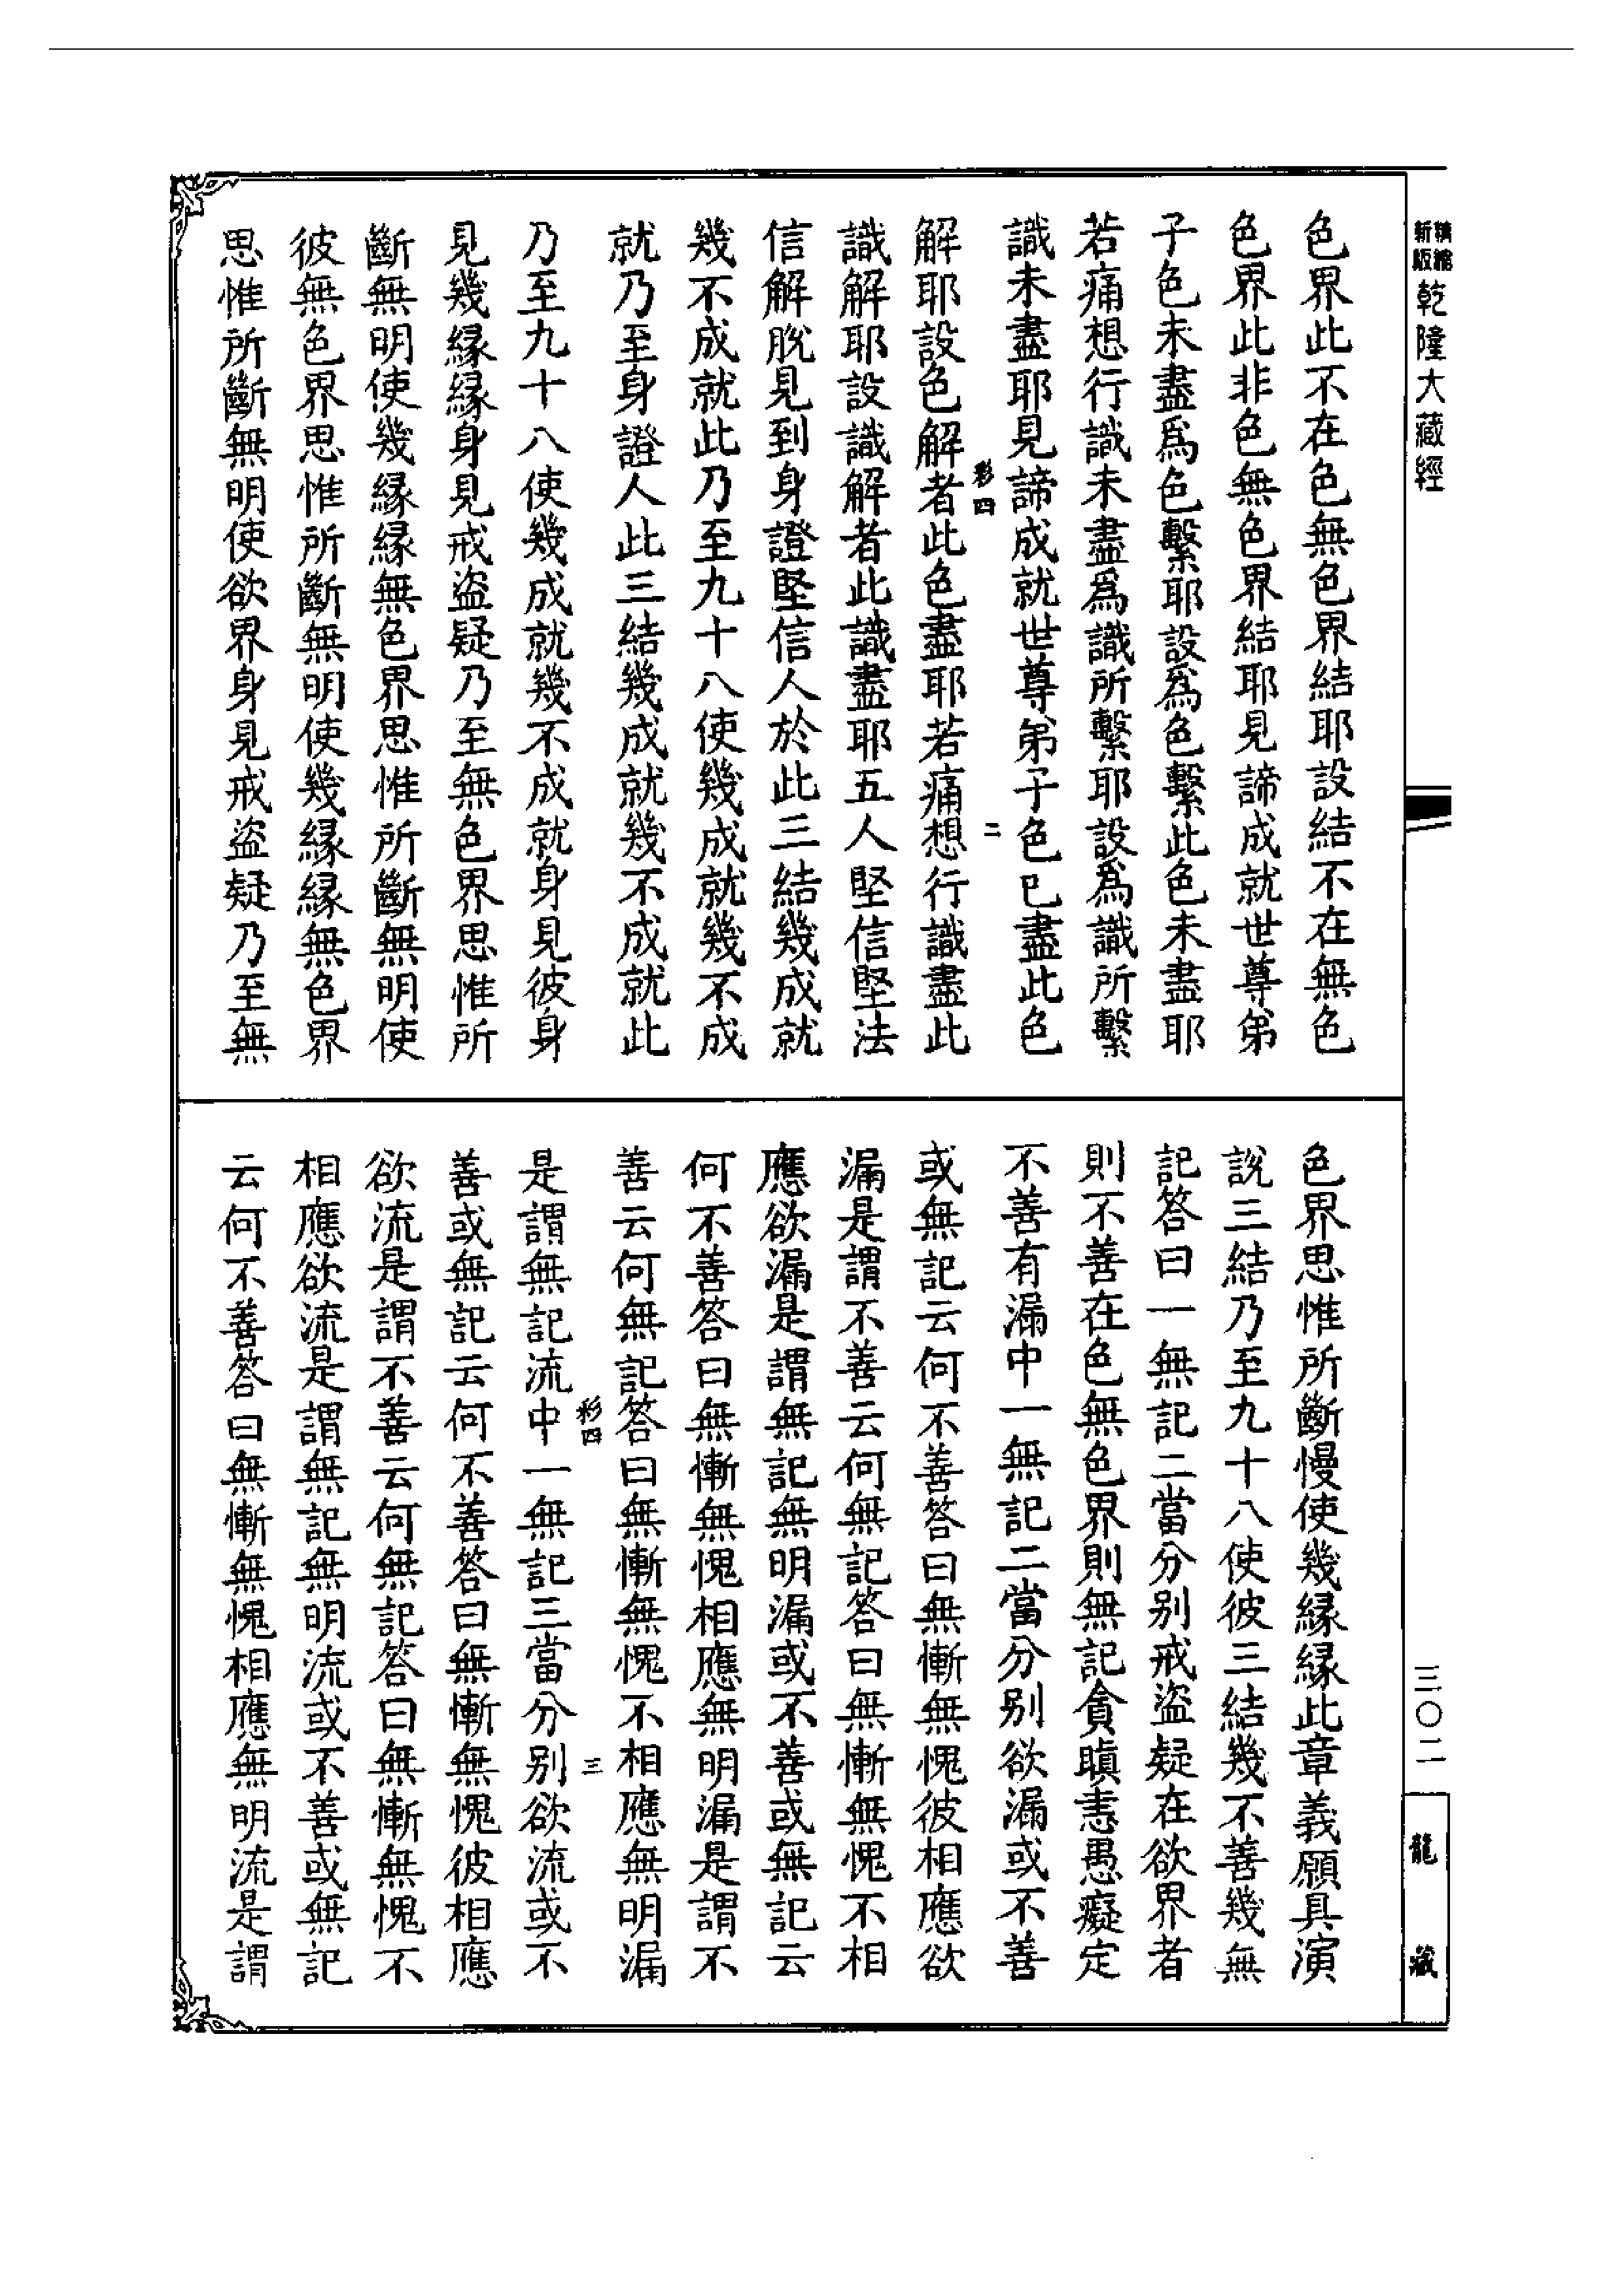 精縮
新版
乾隆大藏經
三〇二
龍藏
色界此不在色無色界結耶設結不在無色
色界此非色無色界結耶見諦成就世尊弟
子色未盡爲色繫耶設爲色繫此色未盡耶
若痛想行識未盡爲識所繫耶設爲識所繫
識未盡耶見諦成就世尊弟子色已盡此色
彩四
二
解耶設色解者此色盡耶若痛想行識盡此
識解耶設識解者此識盡耶五人堅信堅法
信解脫見到身證堅信人於此三結幾成就
幾不成就此乃至九十八使幾成就幾不成
就乃至身證人此三結幾成就幾不成就此
乃至九十八使幾成就幾不成就身見彼身
見幾緣緣身見戒盜疑乃至無色界思惟所
斷無明使幾緣緣無色界思惟所斷無明使
彼無色界思惟所斷無明使幾緣緣無色界
思惟所斷無明使欲界身見戒盜疑乃至無
色界思惟所斷慢使幾緣緣此章義願具演
說三結乃至九十八使彼三結幾不善幾無
記答曰一無記二當分別戒盜疑在欲界者
則不善在色無色界則無記貪瞋恚愚癡定
不善有漏中一無記二當分別欲漏或不善
或無記云何不善答曰無慚無愧彼相應欲
漏是謂不善云何無記答曰無慚無愧不相
應欲漏是謂無記無明漏或不善或無記云
何不善答曰無慚無愧相應無明漏是謂不
善云何無記答曰無慚無愧不相應無明漏
彩四
三
是謂無記流中一無記三當分別欲流或不
善或無記云何不善答曰無慚無愧彼相應
欲流是謂不善云何無記答曰無慚無愧不
相應欲流是謂無記無明流或不善或無記
云何不善答曰無慚無愧相應無明流是謂